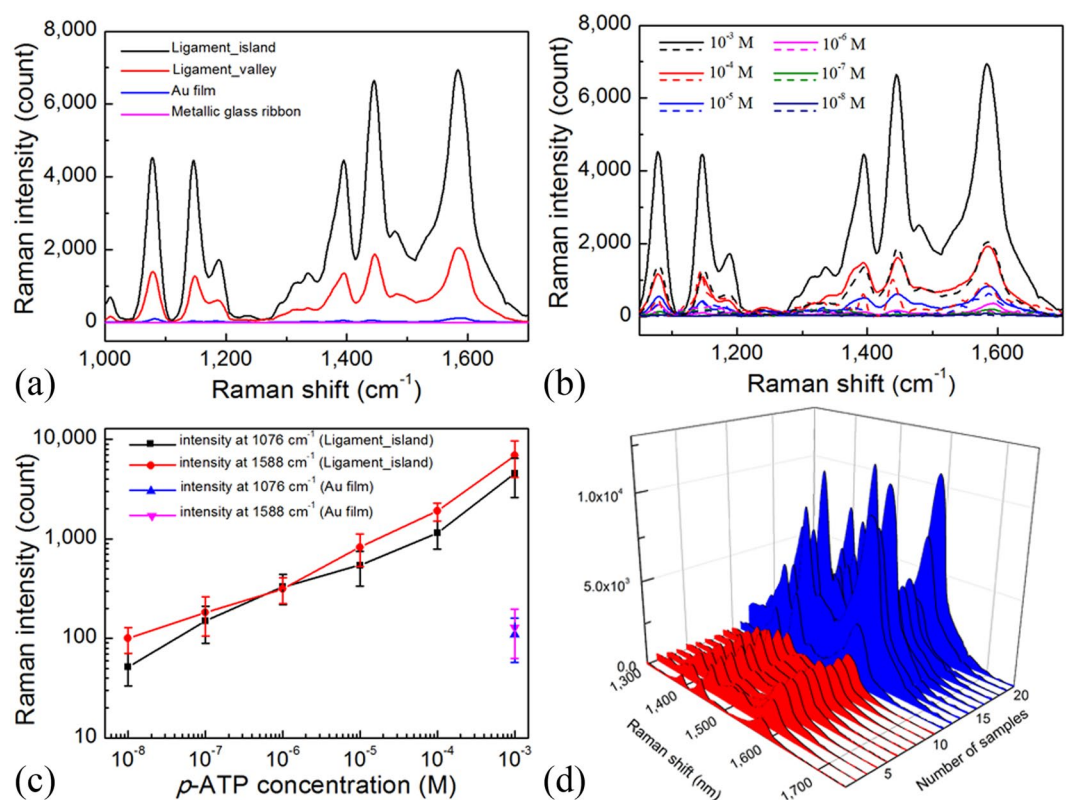 8,000
6,000
4,000
2,000
0
Raman intensity (count)
Ligament_island
Ligament_valley
Au film
Metallic glass ribbon
1,000
1,200
1,400
1,600
Raman shift (cm⁻¹)
(a)
8,000
6,000
4,000
2,000
0
Raman intensity (count)
10⁻³ M
10⁻⁴ M
10⁻⁵ M
10⁻⁶ M
10⁻⁷ M
10⁻⁸ M
1,200
1,400
1,600
Raman shift (cm⁻¹)
(b)
10,000
1,000
100
10
Raman intensity (count)
intensity at 1076 cm⁻¹ (Ligament_island)
intensity at 1588 cm⁻¹ (Ligament_island)
intensity at 1076 cm⁻¹ (Au film)
intensity at 1588 cm⁻¹ (Au film)
10⁻⁸
10⁻⁷
10⁻⁶
10⁻⁵
10⁻⁴
10⁻³
p-ATP concentration (M)
(c)
1.0x10⁴
5.0x10³
0.0
1,300
1,400
1,500
1,600
1,700
Raman shift (nm)
5
10
15
20
Number of samples
(d)